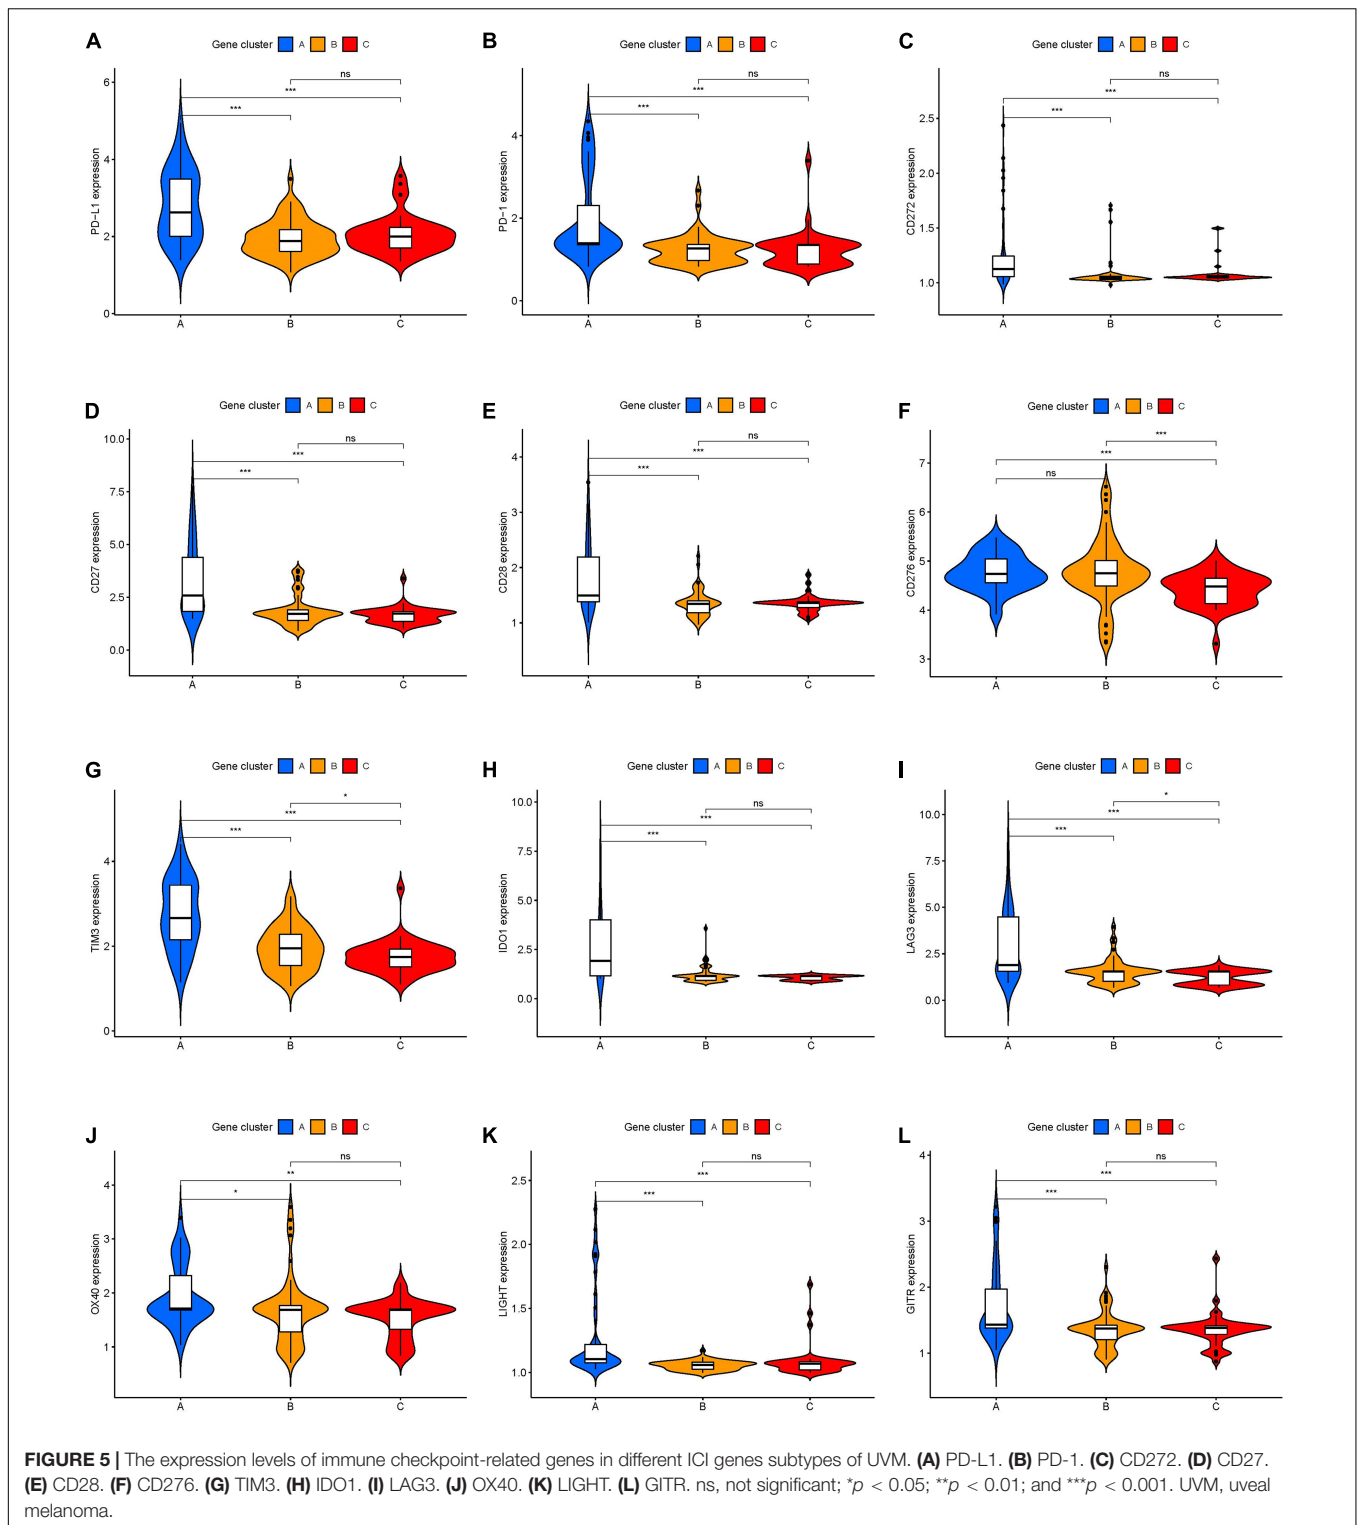 A
Gene cluster A B C
6
4
2
0
PD-L1 expression
***
***
ns
A B C
B
Gene cluster A B C
4
2
0
PD-1 expression
***
***
ns
A B C
C
Gene cluster A B C
2.5
2.0
1.5
1.0
CD272 expression
***
***
ns
A B C
D
Gene cluster A B C
10.0
7.5
5.0
2.5
0.0
CD27 expression
***
***
ns
A B C
E
Gene cluster A B C
4
3
2
1
CD28 expression
***
***
ns
A B C
F
Gene cluster A B C
7
6
5
4
3
CD276 expression
***
***
ns
A B C
G
Gene cluster A B C
4
2
0
TIM3 expression
*
***
***
A B C
H
Gene cluster A B C
10.0
7.5
5.0
2.5
0.0
IDO1 expression
ns
***
***
A B C
I
Gene cluster A B C
10.0
7.5
5.0
2.5
0.0
LAG3 expression
*
***
***
A B C
J
Gene cluster A B C
4
3
2
1
OX40 expression
ns
**
*
A B C
K
Gene cluster A B C
2.5
2.0
1.5
1.0
LIGHT expression
ns
***
***
A B C
L
Gene cluster A B C
4
3
2
1
GITR expression
ns
***
***
A B C
FIGURE 5 | The expression levels of immune checkpoint-related genes in different ICI genes subtypes of UVM. (A) PD-L1. (B) PD-1. (C) CD272. (D) CD27.
(E) CD28. (F) CD276. (G) TIM3. (H) IDO1. (I) LAG3. (J) OX40. (K) LIGHT. (L) GITR. ns, not significant; *p < 0.05; **p < 0.01; and ***p < 0.001. UVM, uveal
melanoma.